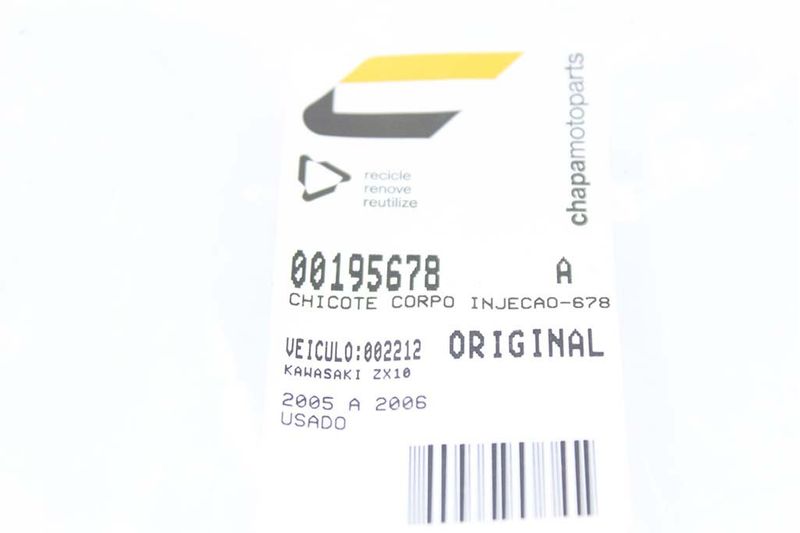 chapamotoparts
recicle
renove
reutilize
00195678 A
CHICOTE CORPO INJECAO-678
VEICULO:002212 ORIGINAL
KAWASAKI ZX10
2005 A 2006
USADO